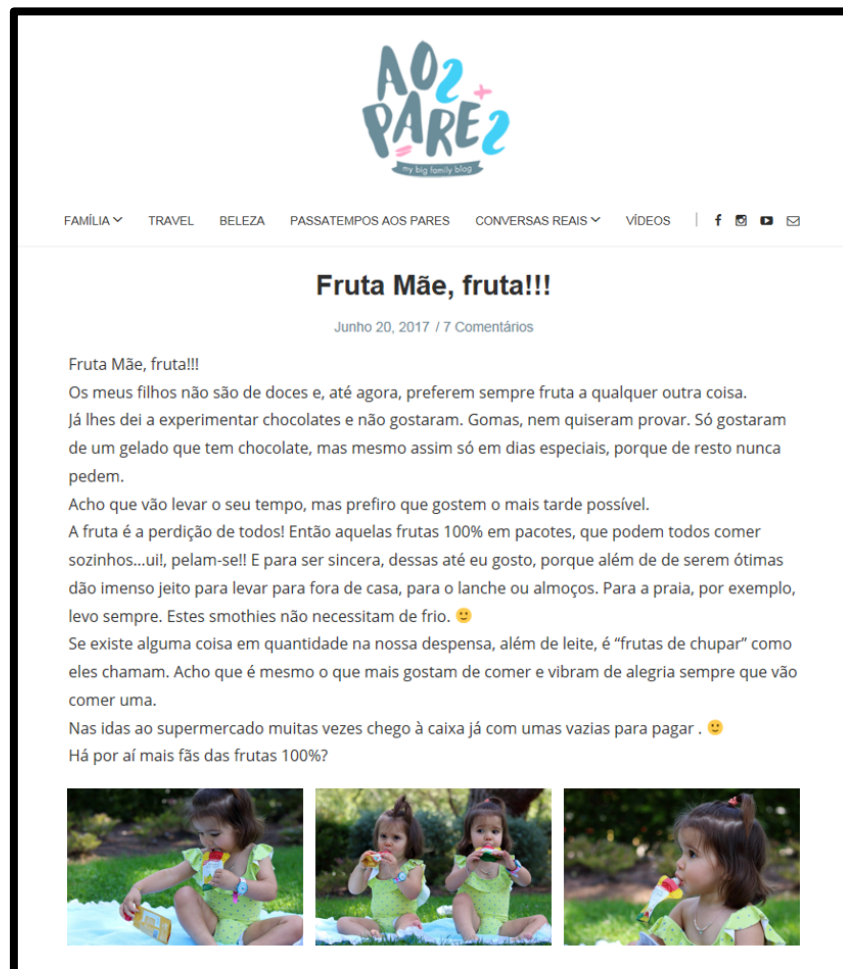 AO2+
PARE2
my big family blog
FAMÍLIA TRAVEL BELEZA PASSATEMPOS AOS PARES CONVERSAS REAIS VÍDEOS
Fruta Mãe, fruta!!!
Junho 20, 2017 / 7 Comentários
Fruta Mãe, fruta!!!
Os meus filhos não são de doces e, até agora, preferem sempre fruta a qualquer outra coisa.
Já lhes dei a experimentar chocolates e não gostaram. Gomas, nem quiseram provar. Só gostaram
de um gelado que tem chocolate, mas mesmo assim só em dias especiais, porque de resto nunca
pedem.
Acho que vão levar o seu tempo, mas prefiro que gostem o mais tarde possível.
A fruta é a perdição de todos! Então aquelas frutas 100% em pacotes, que podem todos comer
sozinhos...ui!, pelam-se!! E para ser sincera, dessas até eu gosto, porque além de de serem ótimas
dão imenso jeito para levar para fora de casa, para o lanche ou almoços. Para a praia, por exemplo,
levo sempre. Estes smothies não necessitam de frio. 🙂
Se existe alguma coisa em quantidade na nossa despensa, além de leite, é “frutas de chupar” como
eles chamam. Acho que é mesmo o que mais gostam de comer e vibram de alegria sempre que vão
comer uma.
Nas idas ao supermercado muitas vezes chego à caixa já com umas vazias para pagar . 🙂
Há por aí mais fãs das frutas 100%?